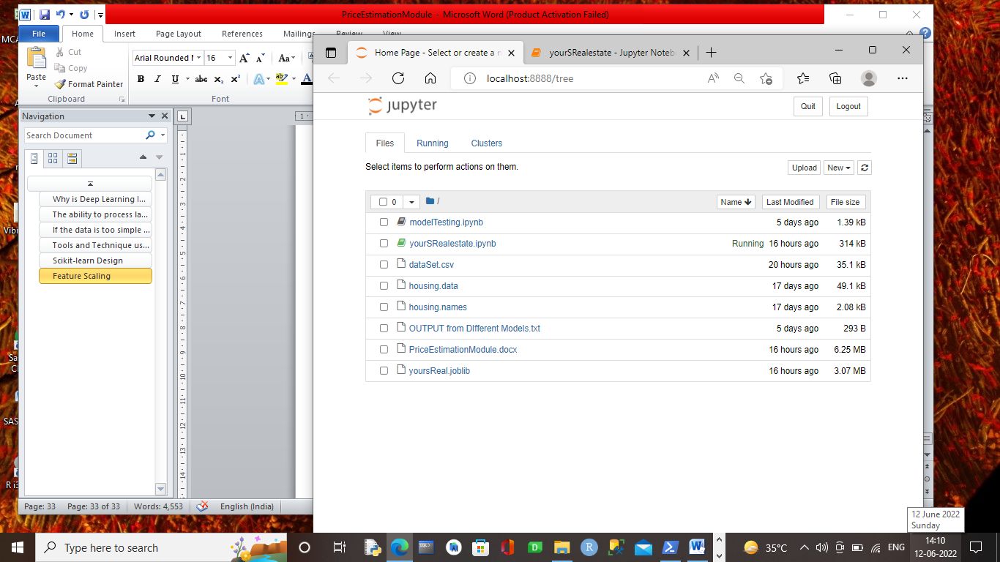 PriceEstimationModule - Microsoft Word (Product Activation Failed)
File Home Insert Page Layout References Mailings Review View
Paste
Cut
Copy
Format Painter
Clipboard
Arial Rounded 16
Font
Navigation
Search Document
Why is Deep Learning I...
The ability to process la...
If the data is too simple ...
Tools and Technique us...
Scikit-learn Design
Feature Scaling
Page: 33 Page: 33 of 33 Words: 4,553 English (India)
Home Page - Select or create a n
yourSRealestate - Jupyter Noteb
localhost:8888/tree
jupyter
Quit Logout
Files Running Clusters
Select items to perform actions on them.
Upload New
0 / Name Last Modified File size
modelTesting.ipynb 5 days ago 1.39 kB
yourSRealestate.ipynb Running 16 hours ago 314 kB
dataSet.csv 20 hours ago 35.1 kB
housing.data 17 days ago 49.1 kB
housing.names 17 days ago 2.08 kB
OUTPUT from DIfferent Models.txt 5 days ago 293 B
PriceEstimationModule.docx 16 hours ago 6.25 MB
yoursReal.joblib 16 hours ago 3.07 MB
12 June 2022
Sunday
Type here to search
35°C
ENG
14:10
12-06-2022